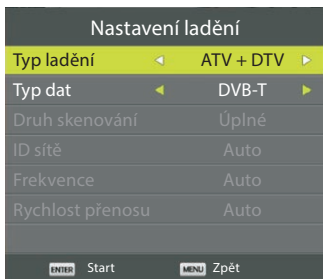 Nastavení ladění
Typ ladění ATV + DTV
Typ dat DVB-T
Druh skenování Úplné
ID sítě Auto
Frekvence Auto
Rychlost přenosu Auto
ENTER Start MENU Zpět